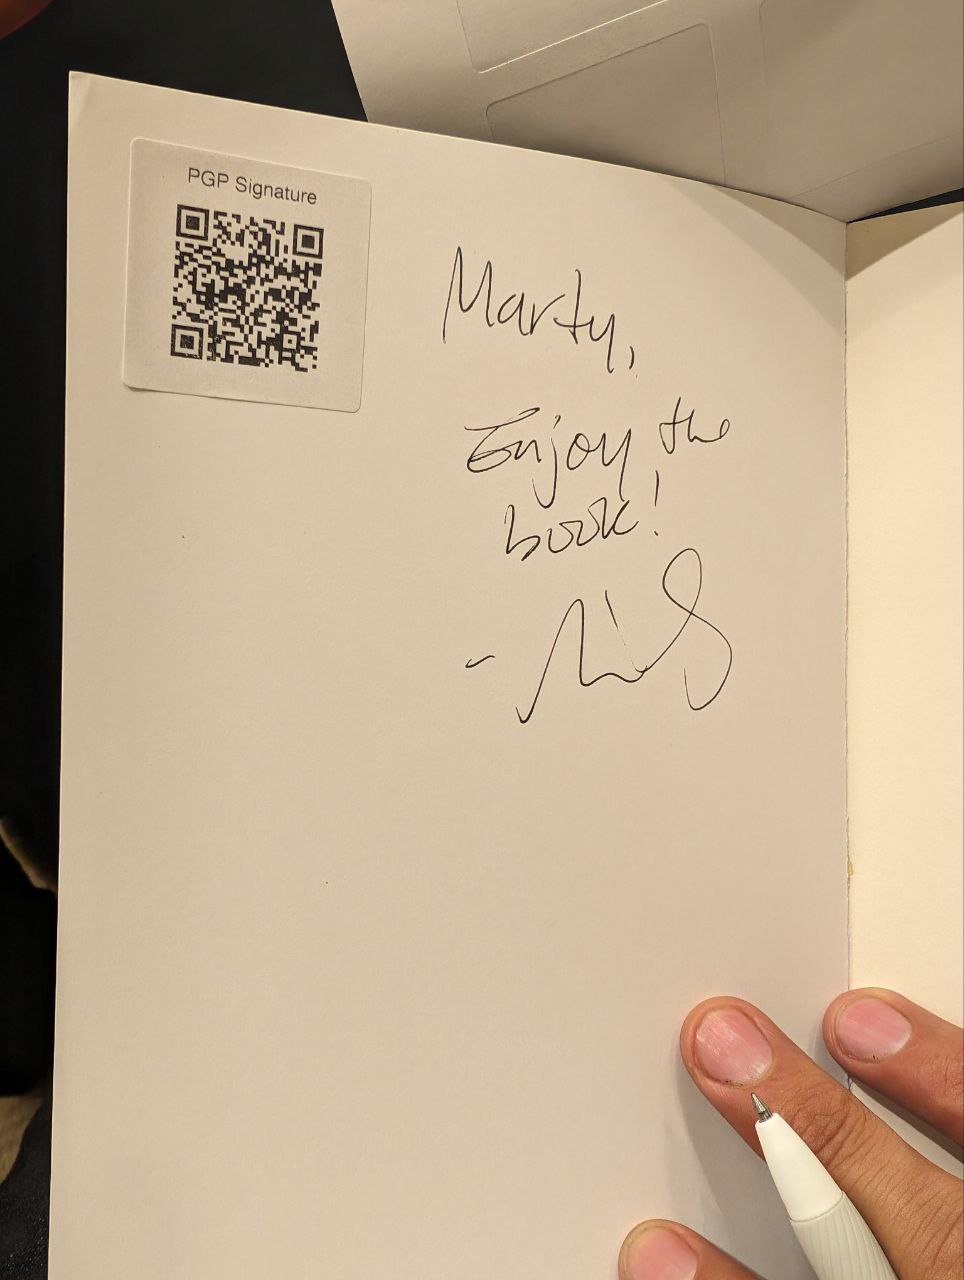 PGP Signature
Marty,
Enjoy the
book!